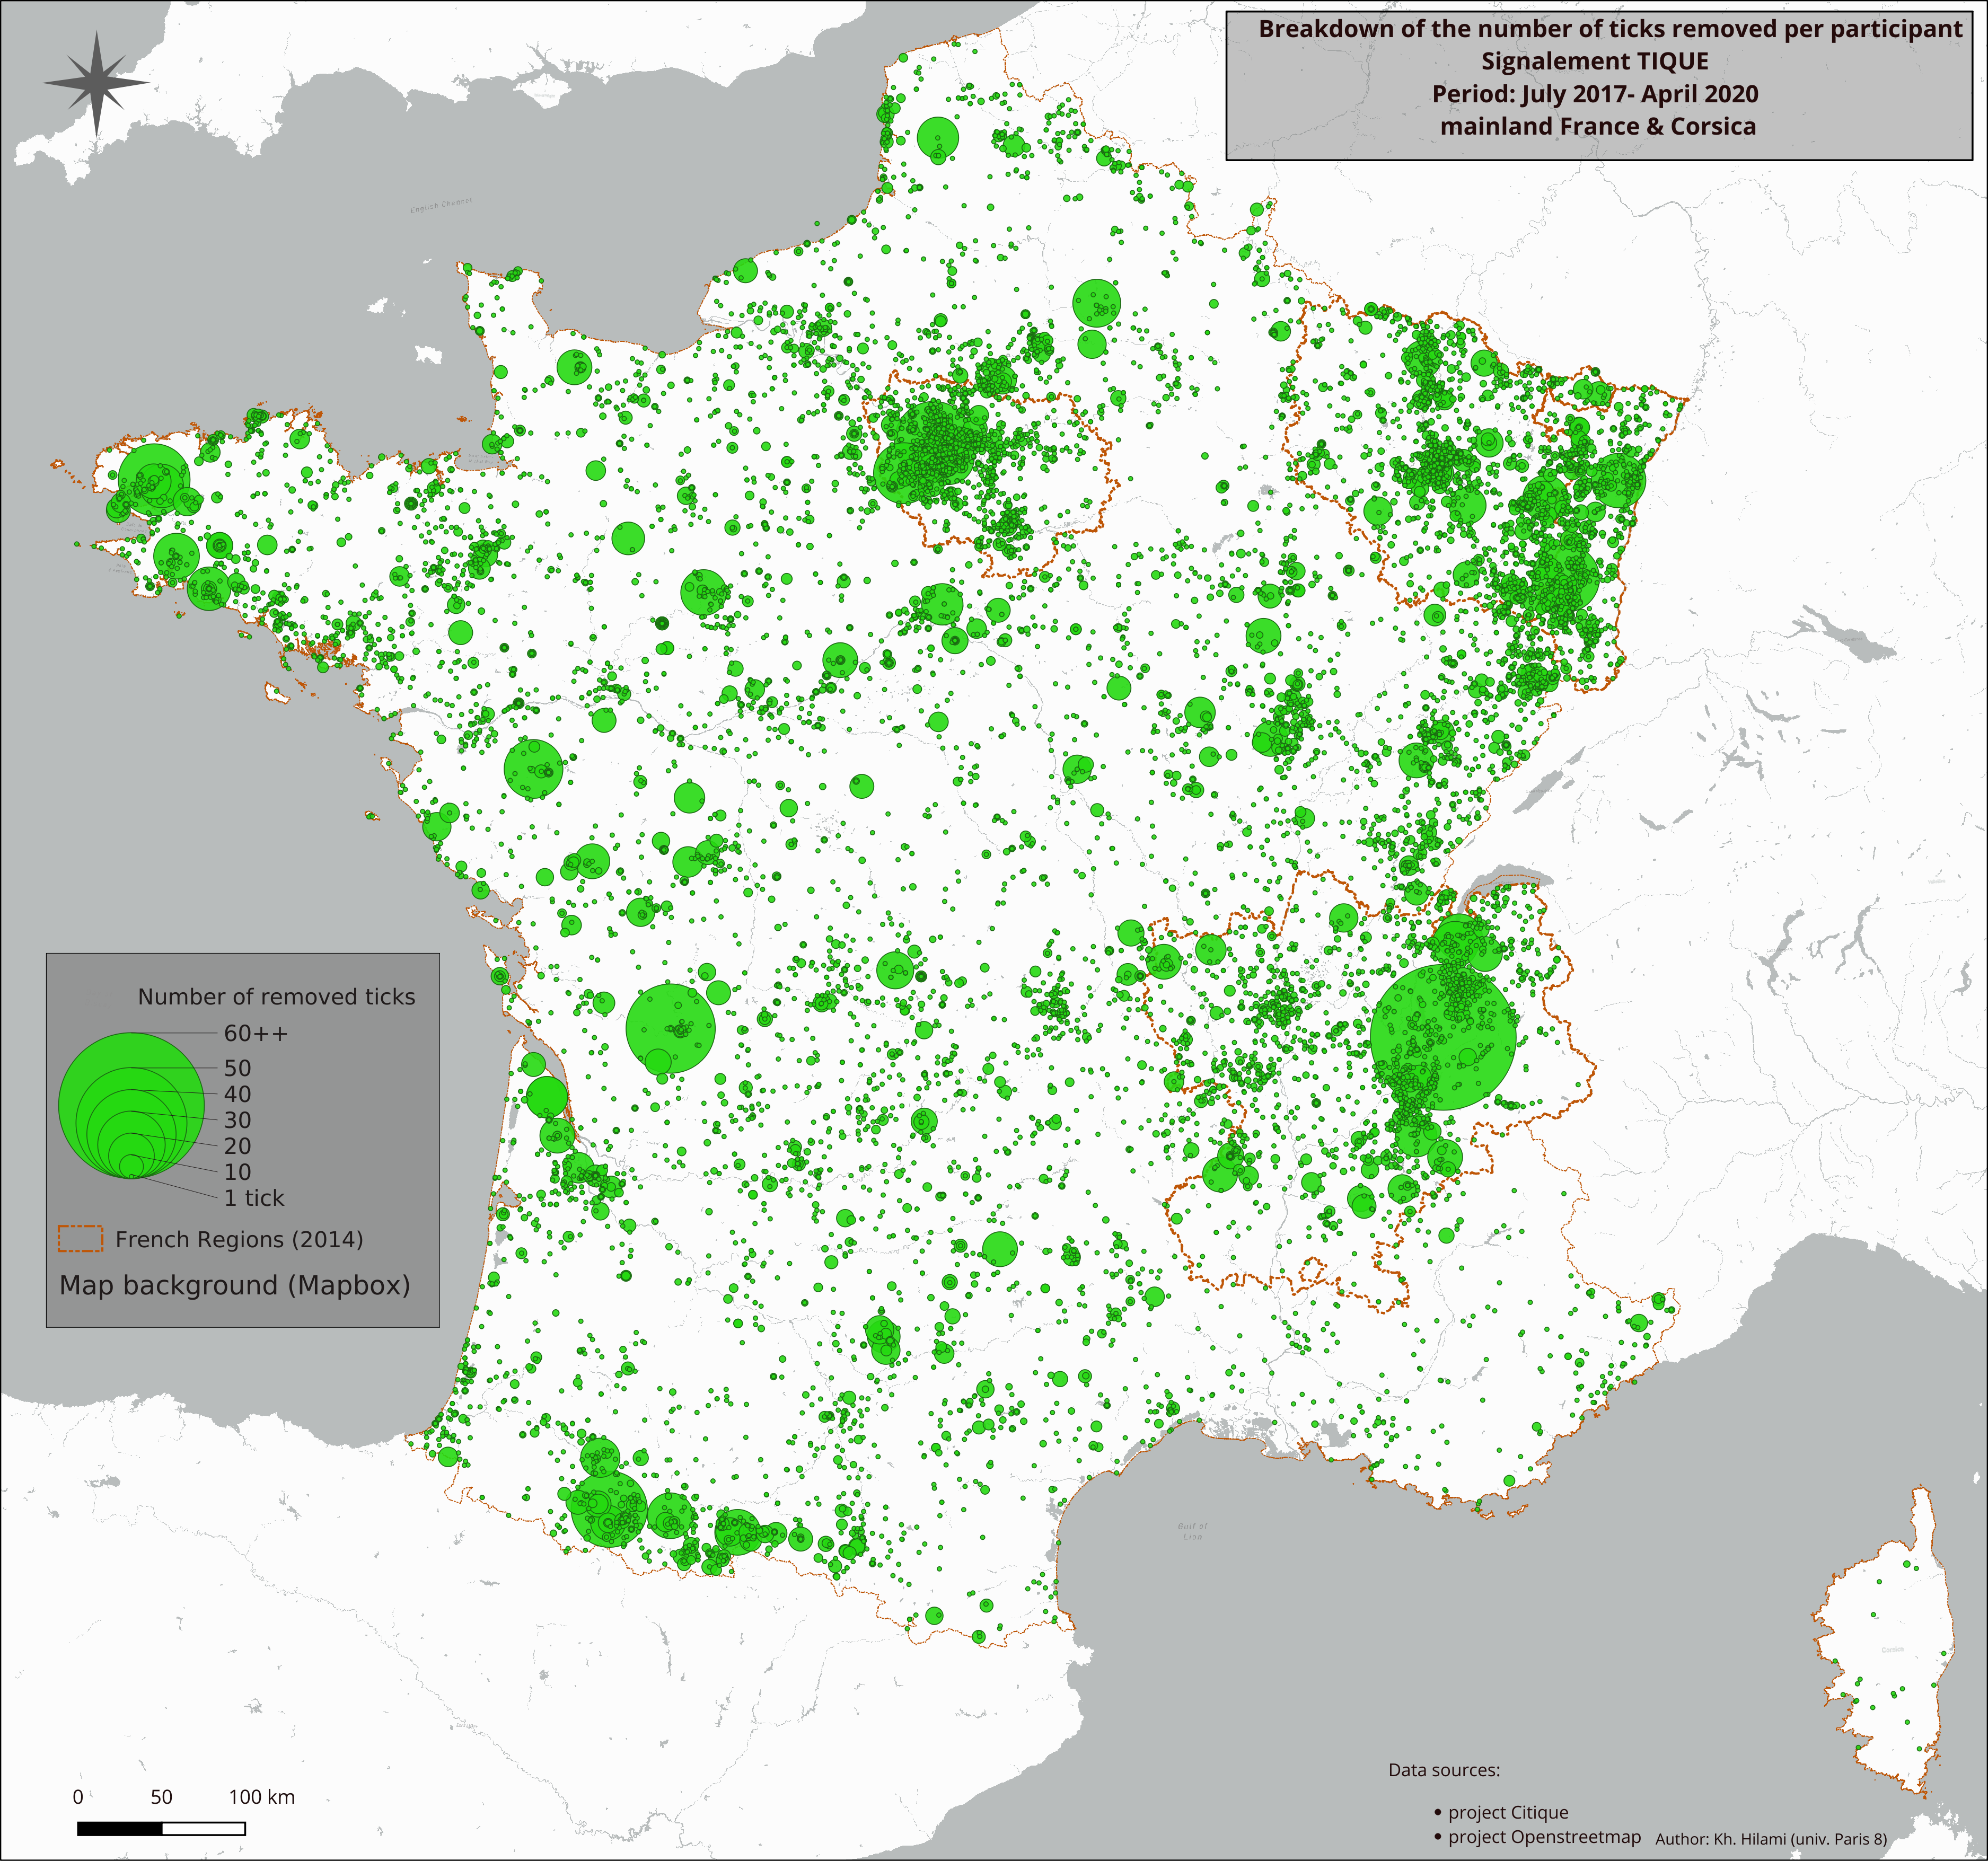 Breakdown of the number of ticks removed per participant
Signalement TIQUE
Period: July 2017- April 2020
mainland France & Corsica
English Channel
Number of removed ticks
60++
50
40
30
20
10
1 tick
French Regions (2014)
Map background (Mapbox)
Gulf of
Lion
0 50 100 km
Data sources:
• project Citique
• project Openstreetmap
Author: Kh. Hilami (univ. Paris 8)